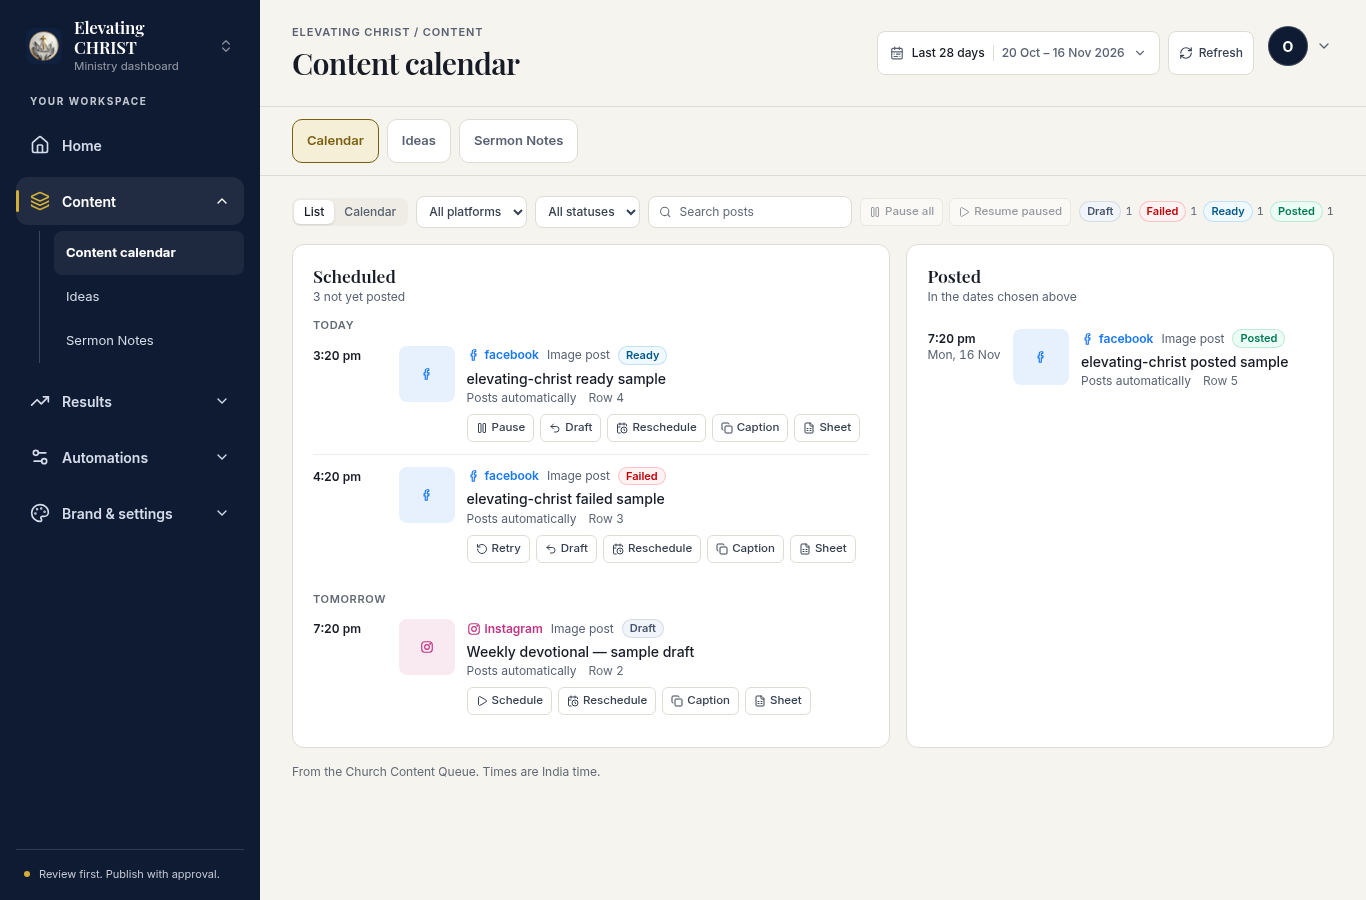 Elevating
CHRIST
Ministry dashboard
YOUR WORKSPACE
Home
Content
Content calendar
Ideas
Sermon Notes
Results
Automations
Brand & settings
Review first. Publish with approval.
ELEVATING CHRIST / CONTENT
Content calendar
Last 28 days 20 Oct – 16 Nov 2026
Refresh
O
Calendar Ideas Sermon Notes
List Calendar All platforms All statuses Search posts Pause all Resume paused Draft 1 Failed 1 Ready 1 Posted 1
Scheduled
3 not yet posted
TODAY
3:20 pm facebook Image post Ready
elevating-christ ready sample
Posts automatically Row 4
Pause Draft Reschedule Caption Sheet
4:20 pm facebook Image post Failed
elevating-christ failed sample
Posts automatically Row 3
Retry Draft Reschedule Caption Sheet
TOMORROW
7:20 pm Instagram Image post Draft
Weekly devotional — sample draft
Posts automatically Row 2
Schedule Reschedule Caption Sheet
Posted
In the dates chosen above
7:20 pm facebook Image post Posted
Mon, 16 Nov
elevating-christ posted sample
Posts automatically Row 5
From the Church Content Queue. Times are India time.